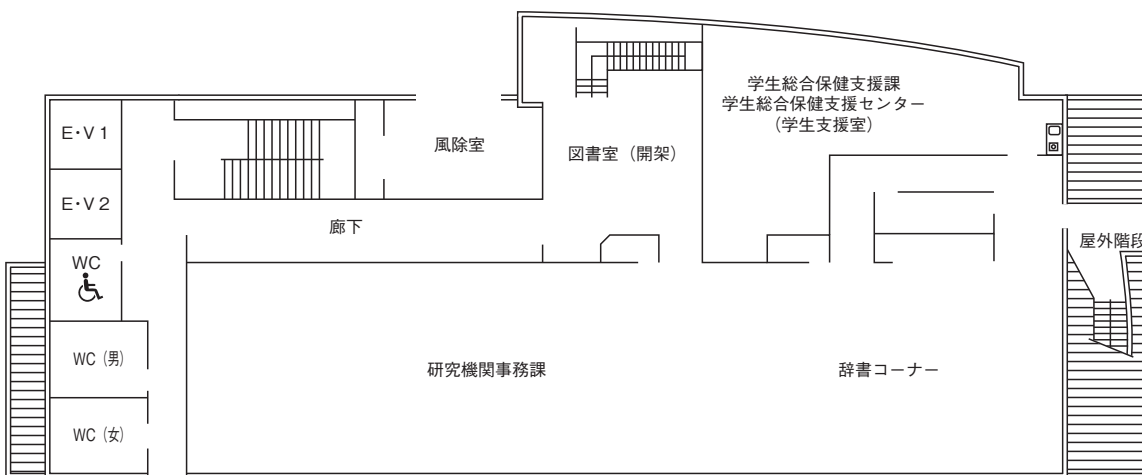 学生総合保健支援課
学生総合保健支援センター
(学生支援室)
E・V 1
風除室
図書室(開架)
E・V 2
廊下
屋外階段
WC
WC(男)
研究機関事務課
辞書コーナー
WC(女)